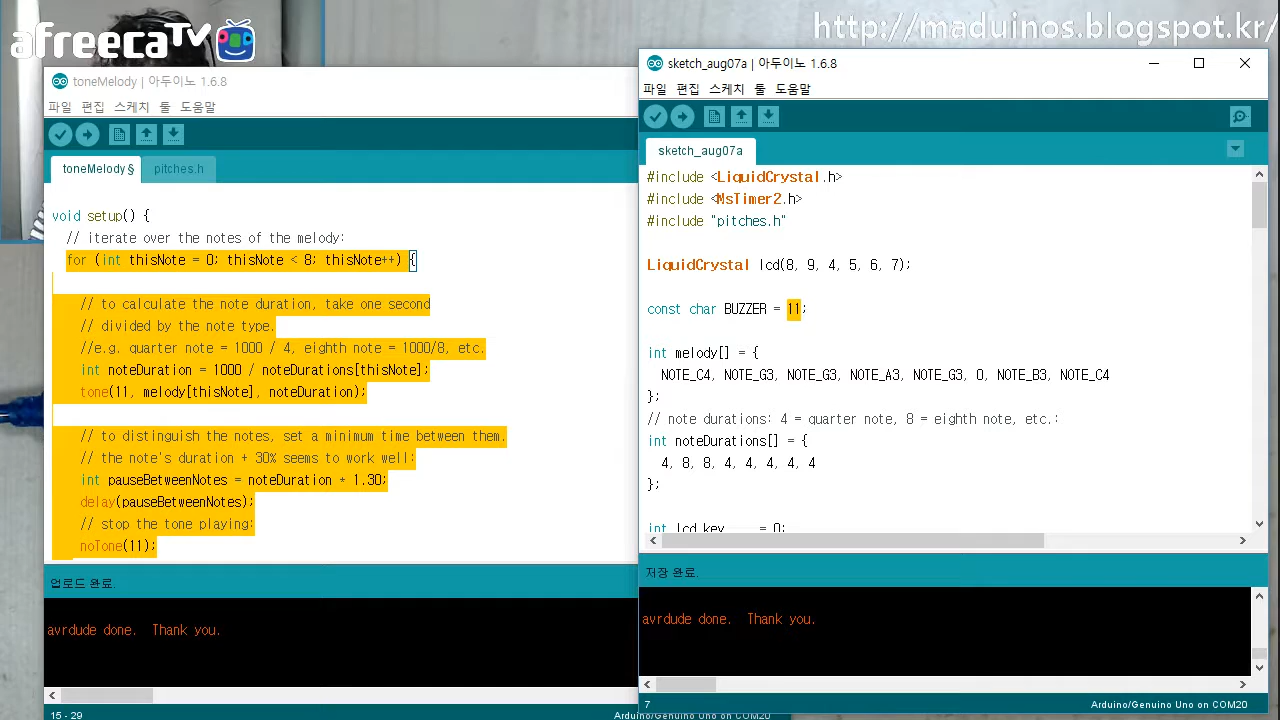 afreecaTV
http://maduinos.blogspot.kr/
toneMelody | 아두이노 1.6.8
파일 편집 스케치 툴 도움말
toneMelody § pitches.h
void setup() {
// iterate over the notes of the melody:
for (int thisNote = 0; thisNote < 8; thisNote++) {
// to calculate the note duration, take one second
// divided by the note type.
//e.g. quarter note = 1000 / 4, eighth note = 1000/8, etc.
int noteDuration = 1000 / noteDurations[thisNote];
tone(11, melody[thisNote], noteDuration);
// to distinguish the notes, set a minimum time between them.
// the note's duration + 30% seems to work well:
int pauseBetweenNotes = noteDuration * 1.30;
delay(pauseBetweenNotes);
// stop the tone playing:
noTone(11);
업로드 완료.
avrdude done.  Thank you.
15 - 29
Arduino/Genuino Uno on COM20
sketch_aug07a | 아두이노 1.6.8
파일 편집 스케치 툴 도움말
sketch_aug07a
#include <LiquidCrystal.h>
#include <MsTimer2.h>
#include "pitches.h"
LiquidCrystal lcd(8, 9, 4, 5, 6, 7);
const char BUZZER = 11;
int melody[] = {
NOTE_C4, NOTE_G3, NOTE_G3, NOTE_A3, NOTE_G3, 0, NOTE_B3, NOTE_C4
};
// note durations: 4 = quarter note, 8 = eighth note, etc.:
int noteDurations[] = {
4, 8, 8, 4, 4, 4, 4, 4
};
int lcd_key = 0;
저장 완료.
avrdude done.  Thank you.
7
Arduino/Genuino Uno on COM20